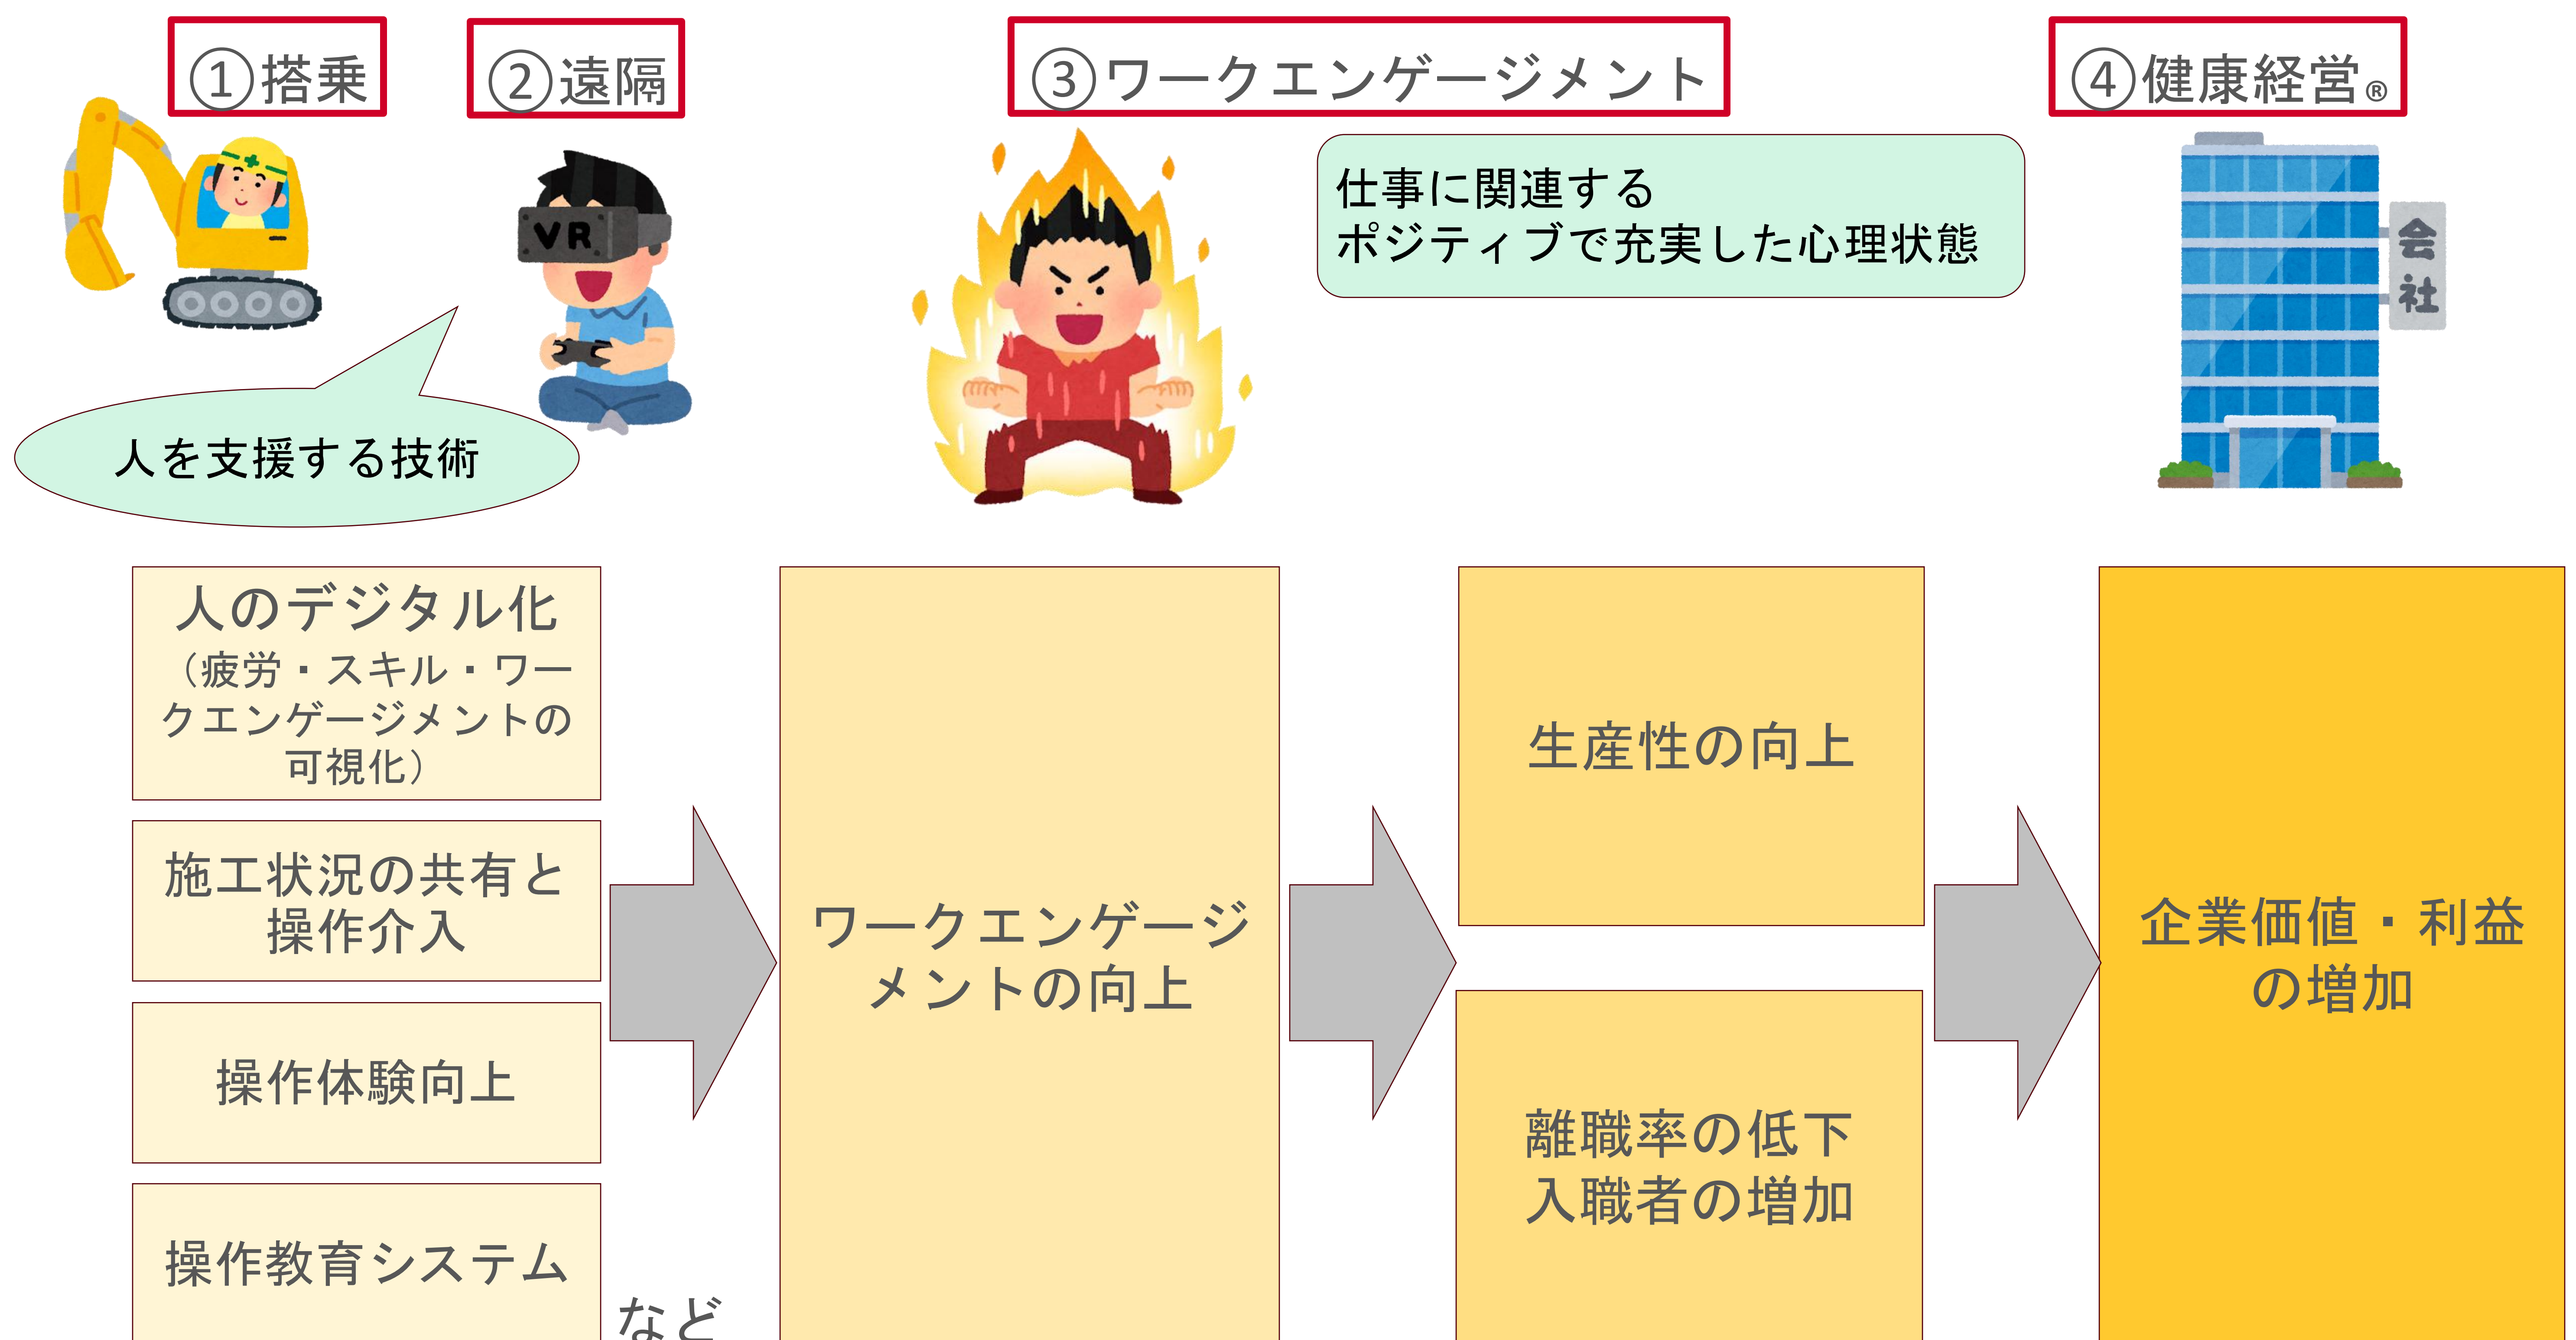 ①搭乗
②遠隔
③ワークエンゲージメント
④健康経営®
仕事に関連する
ポジティブで充実した心理状態
VR
会社
人を支援する技術
人のデジタル化
（疲労・スキル・ワー
クエンゲージメントの
可視化）
施工状況の共有と
操作介入
操作体験向上
操作教育システム
など
ワークエンゲージ
メントの向上
生産性の向上
離職率の低下
入職者の増加
企業価値・利益
の増加